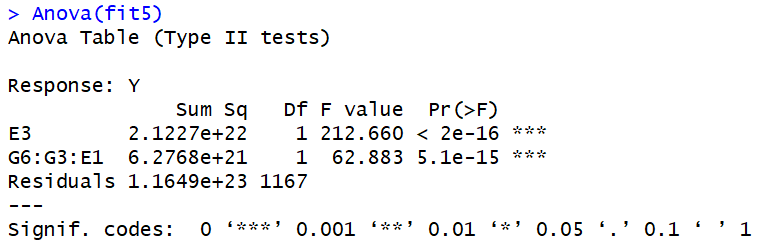 > Anova(fit5)
Anova Table (Type II tests)
Response: Y
Sum Sq Df F value Pr(>F)
E3 2.1227e+22 1 212.660 < 2e-16 ***
G6:G3:E1 6.2768e+21 1 62.883 5.1e-15 ***
Residuals 1.1649e+23 1167
---
Signif. codes: 0 ‘***’ 0.001 ‘**’ 0.01 ‘*’ 0.05 ‘.’ 0.1 ‘ ’ 1